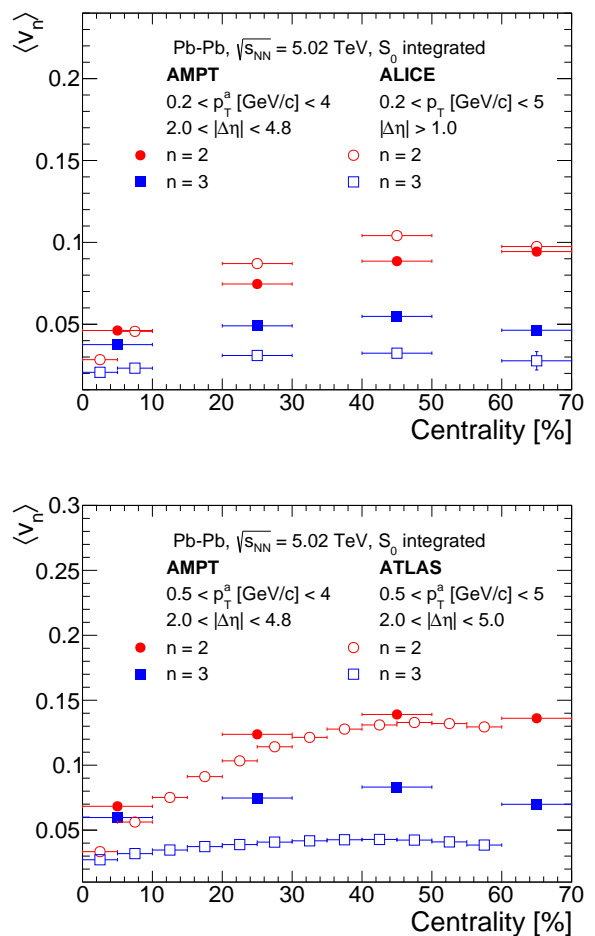 ⟨v_n⟩
Pb-Pb, √s_NN = 5.02 TeV, S_0 integrated
AMPT ALICE
0.2 < p_T^a [GeV/c] < 4 0.2 < p_T [GeV/c] < 5
2.0 < |Δη| < 4.8 |Δη| > 1.0
n = 2 n = 2
n = 3 n = 3
0.2
0.15
0.1
0.05
0 10 20 30 40 50 60 70
Centrality [%]
⟨v_n⟩
0.3
Pb-Pb, √s_NN = 5.02 TeV, S_0 integrated
AMPT ATLAS
0.5 < p_T^a [GeV/c] < 4 0.5 < p_T^a [GeV/c] < 5
2.0 < |Δη| < 4.8 2.0 < |Δη| < 5.0
n = 2 n = 2
n = 3 n = 3
0.25
0.2
0.15
0.1
0.05
0 10 20 30 40 50 60 70
Centrality [%]